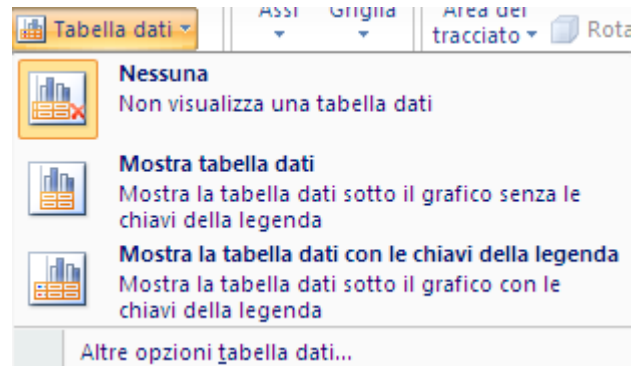 Assi Griglia Area del
Tabella dati tracciato Rota
Nessuna
Non visualizza una tabella dati
Mostra tabella dati
Mostra la tabella dati sotto il grafico senza le
chiavi della legenda
Mostra la tabella dati con le chiavi della legenda
Mostra la tabella dati sotto il grafico con le
chiavi della legenda
Altre opzioni tabella dati...